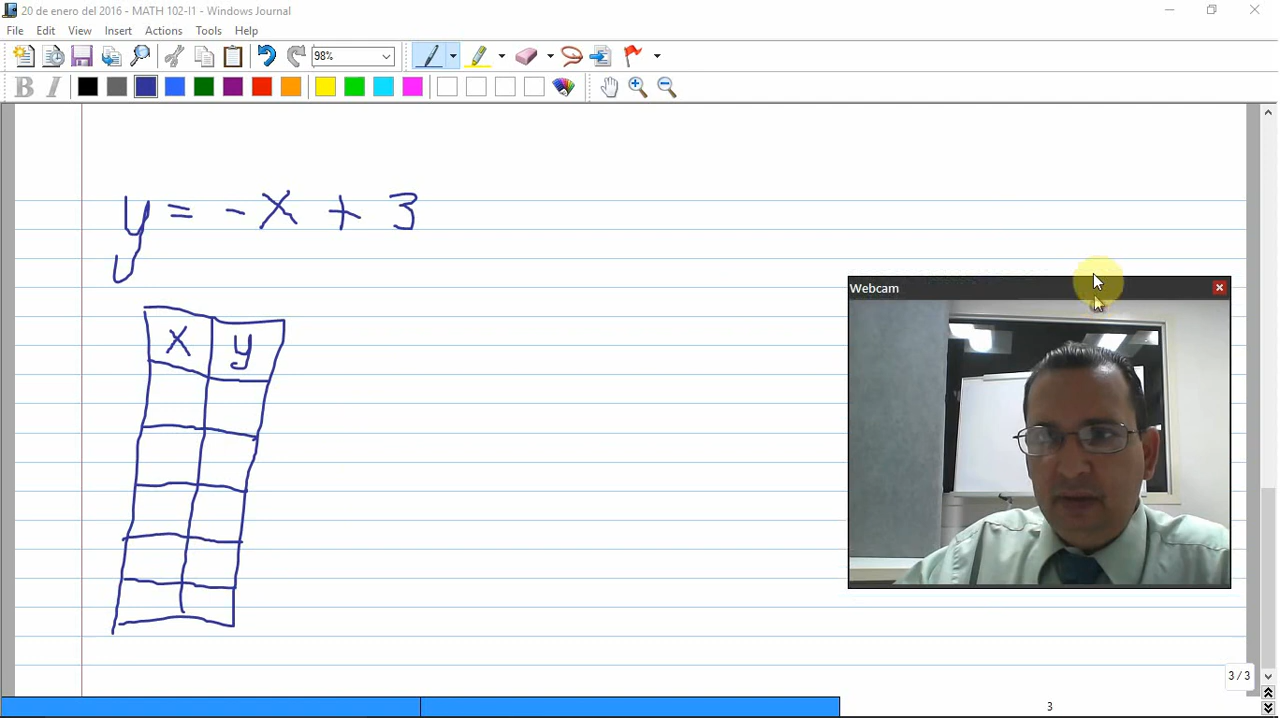 20 de enero del 2016 - MATH 102-I1 - Windows Journal
File Edit View Insert Actions Tools Help
98%
B I
y = -x + 3
Webcam
x y
3 / 3
3